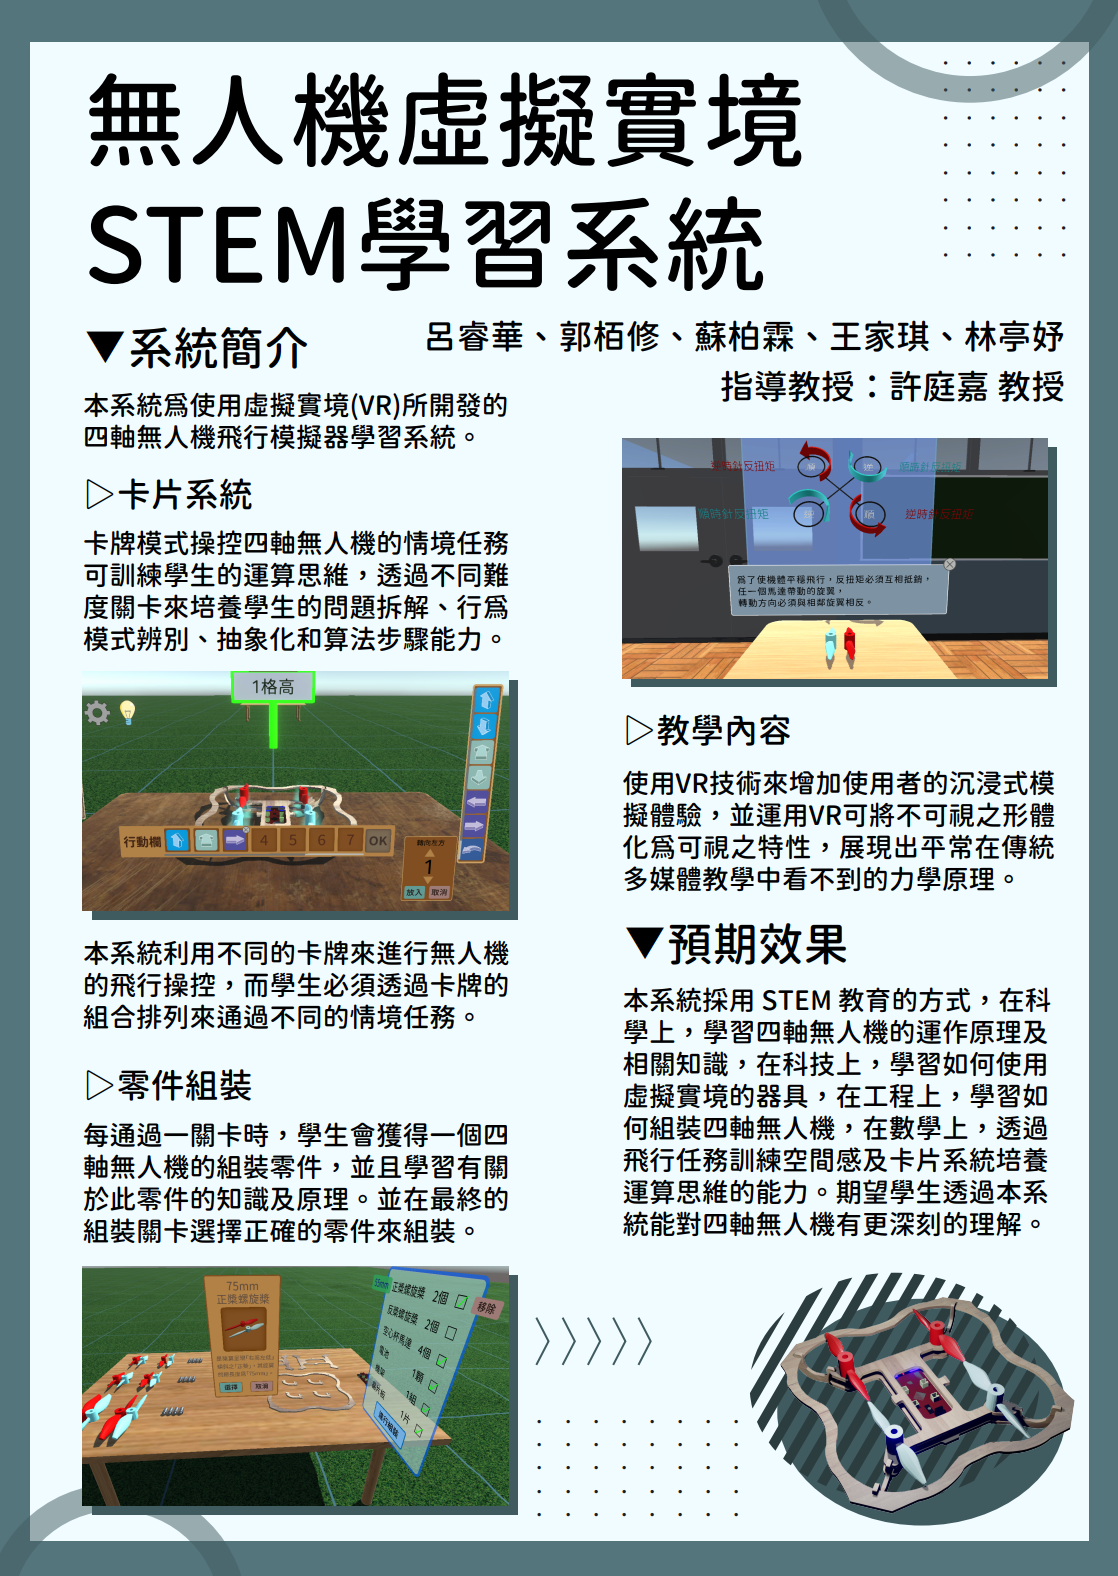 無人機虛擬實境
STEM學習系統
呂睿華、郭栢修、蘇柏霖、王家琪、林亭妤
指導教授：許庭嘉 教授
▼系統簡介
本系統為使用虛擬實境(VR)所開發的
四軸無人機飛行模擬器學習系統。
▷卡片系統
卡牌模式操控四軸無人機的情境任務
可訓練學生的運算思維，透過不同難
度關卡來培養學生的問題拆解、行為
模式辨別、抽象化和算法步驟能力。
1格高
行動欄 4 5 6 7 OK
轉向左方
1
放入 取消
本系統利用不同的卡牌來進行無人機
的飛行操控，而學生必須透過卡牌的
組合排列來通過不同的情境任務。
▷零件組裝
每通過一關卡時，學生會獲得一個四
軸無人機的組裝零件，並且學習有關
於此零件的知識及原理。並在最終的
組裝關卡選擇正確的零件來組裝。
75mm
正槳螺旋槳
選擇 取消
55mm 正槳螺旋槳 2個 移除
反槳螺旋槳 2個
空心杯馬達 4個
電池 1顆
機架 1組
1片
進行組裝
逆時針反扭矩 順 逆 順時針反扭矩
順時針反扭矩 逆 順 逆時針反扭矩
為了使機體平穩飛行，反扭矩必須互相抵銷，
任一個馬達帶動的旋翼，
轉動方向必須與相鄰旋翼相反。
▷教學內容
使用VR技術來增加使用者的沉浸式模
擬體驗，並運用VR可將不可視之形體
化為可視之特性，展現出平常在傳統
多媒體教學中看不到的力學原理。
▼預期效果
本系統採用 STEM 教育的方式，在科
學上，學習四軸無人機的運作原理及
相關知識，在科技上，學習如何使用
虛擬實境的器具，在工程上，學習如
何組裝四軸無人機，在數學上，透過
飛行任務訓練空間感及卡片系統培養
運算思維的能力。期望學生透過本系
統能對四軸無人機有更深刻的理解。